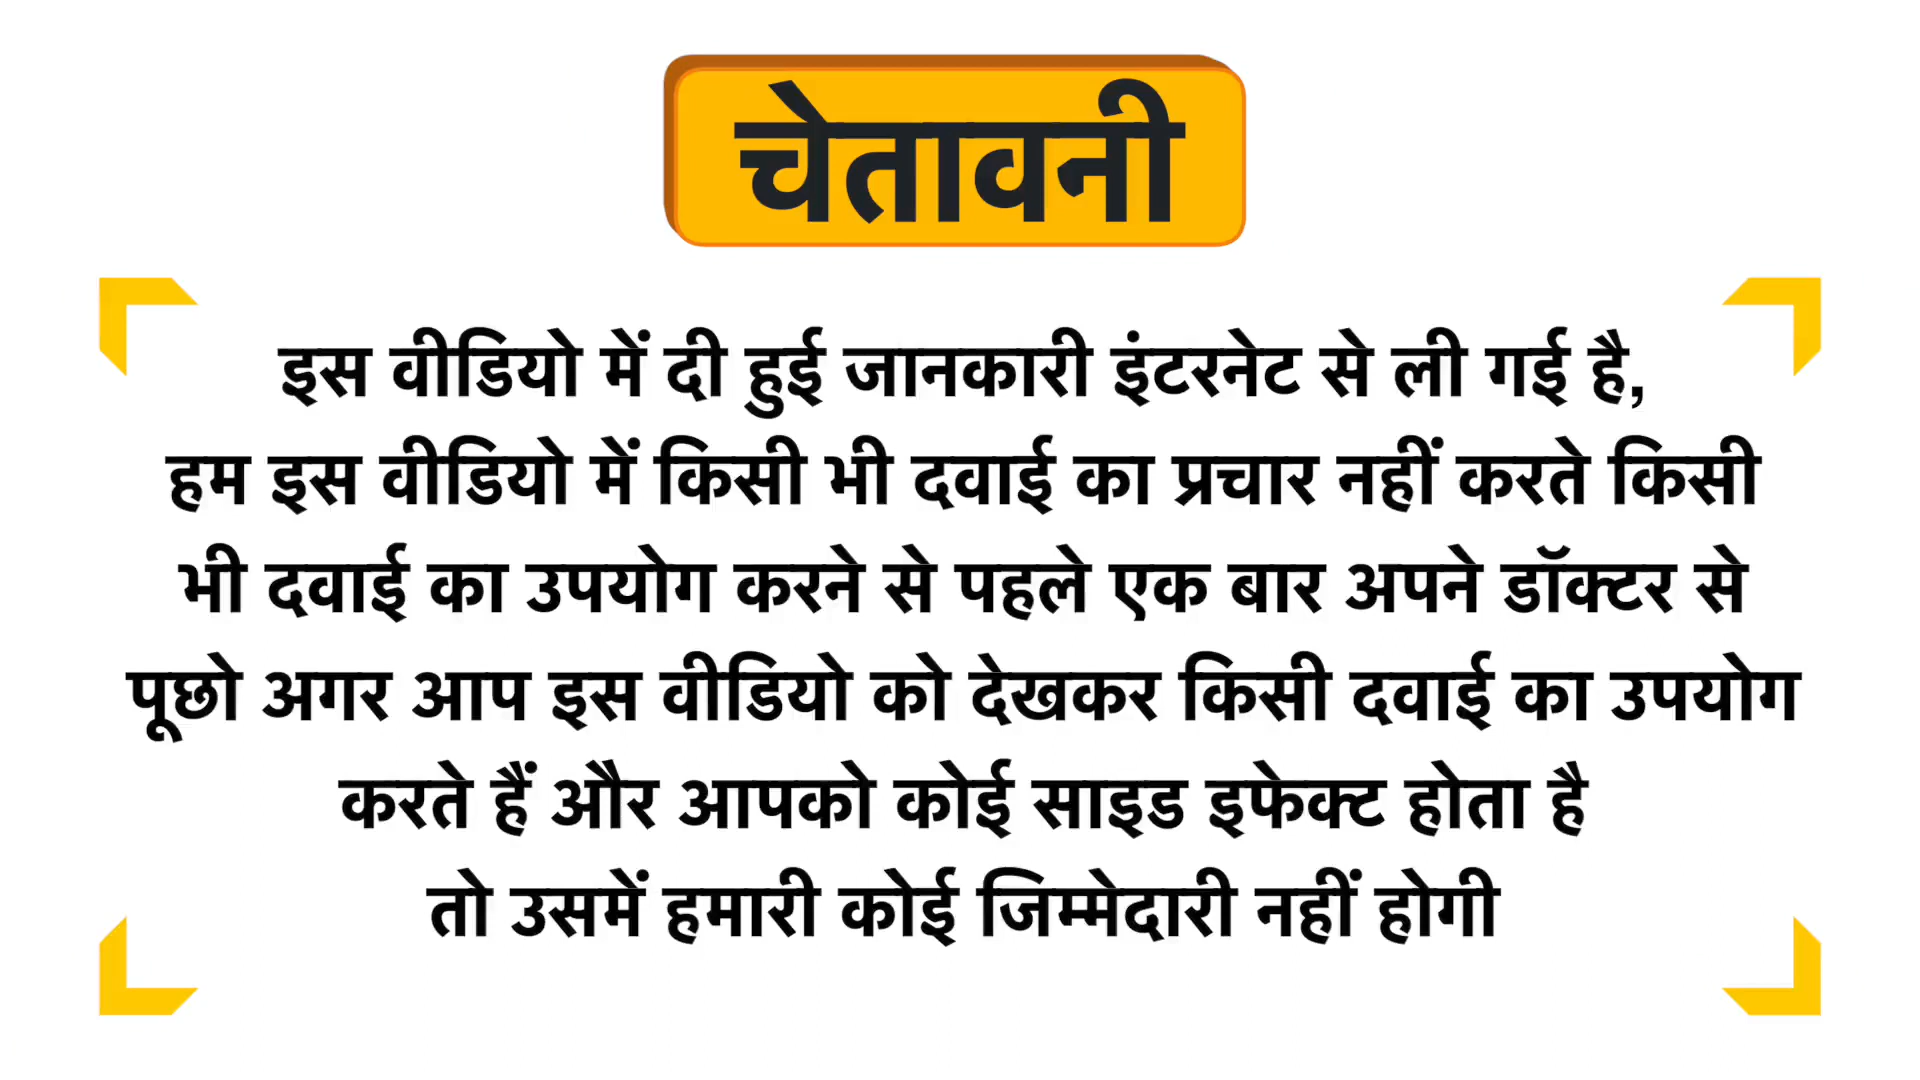 चेतावनी
इस वीडियो में दी हुई जानकारी इंटरनेट से ली गई है,
हम इस वीडियो में किसी भी दवाई का प्रचार नहीं करते किसी
भी दवाई का उपयोग करने से पहले एक बार अपने डॉक्टर से
पूछो अगर आप इस वीडियो को देखकर किसी दवाई का उपयोग
करते हैं और आपको कोई साइड इफेक्ट होता है
तो उसमें हमारी कोई जिम्मेदारी नहीं होगी